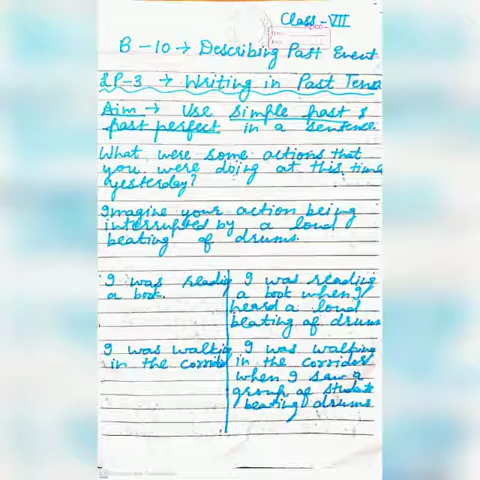 Class - VII
B - 10 → Describing Past Event
LP-3 → Writing in Past Tense
Aim → Use simple past &
past perfect in a sentence.
What were some actions that
you were doing at this time
yesterday?
Imagine your action being
interrupted by a loud
beating of drums.
I was reading
a book.
I was reading
a book when I
heard a loud
beating of drums
I was walking
in the corridor
I was walking
in the corridor
when I saw a
group of students
beating drums.